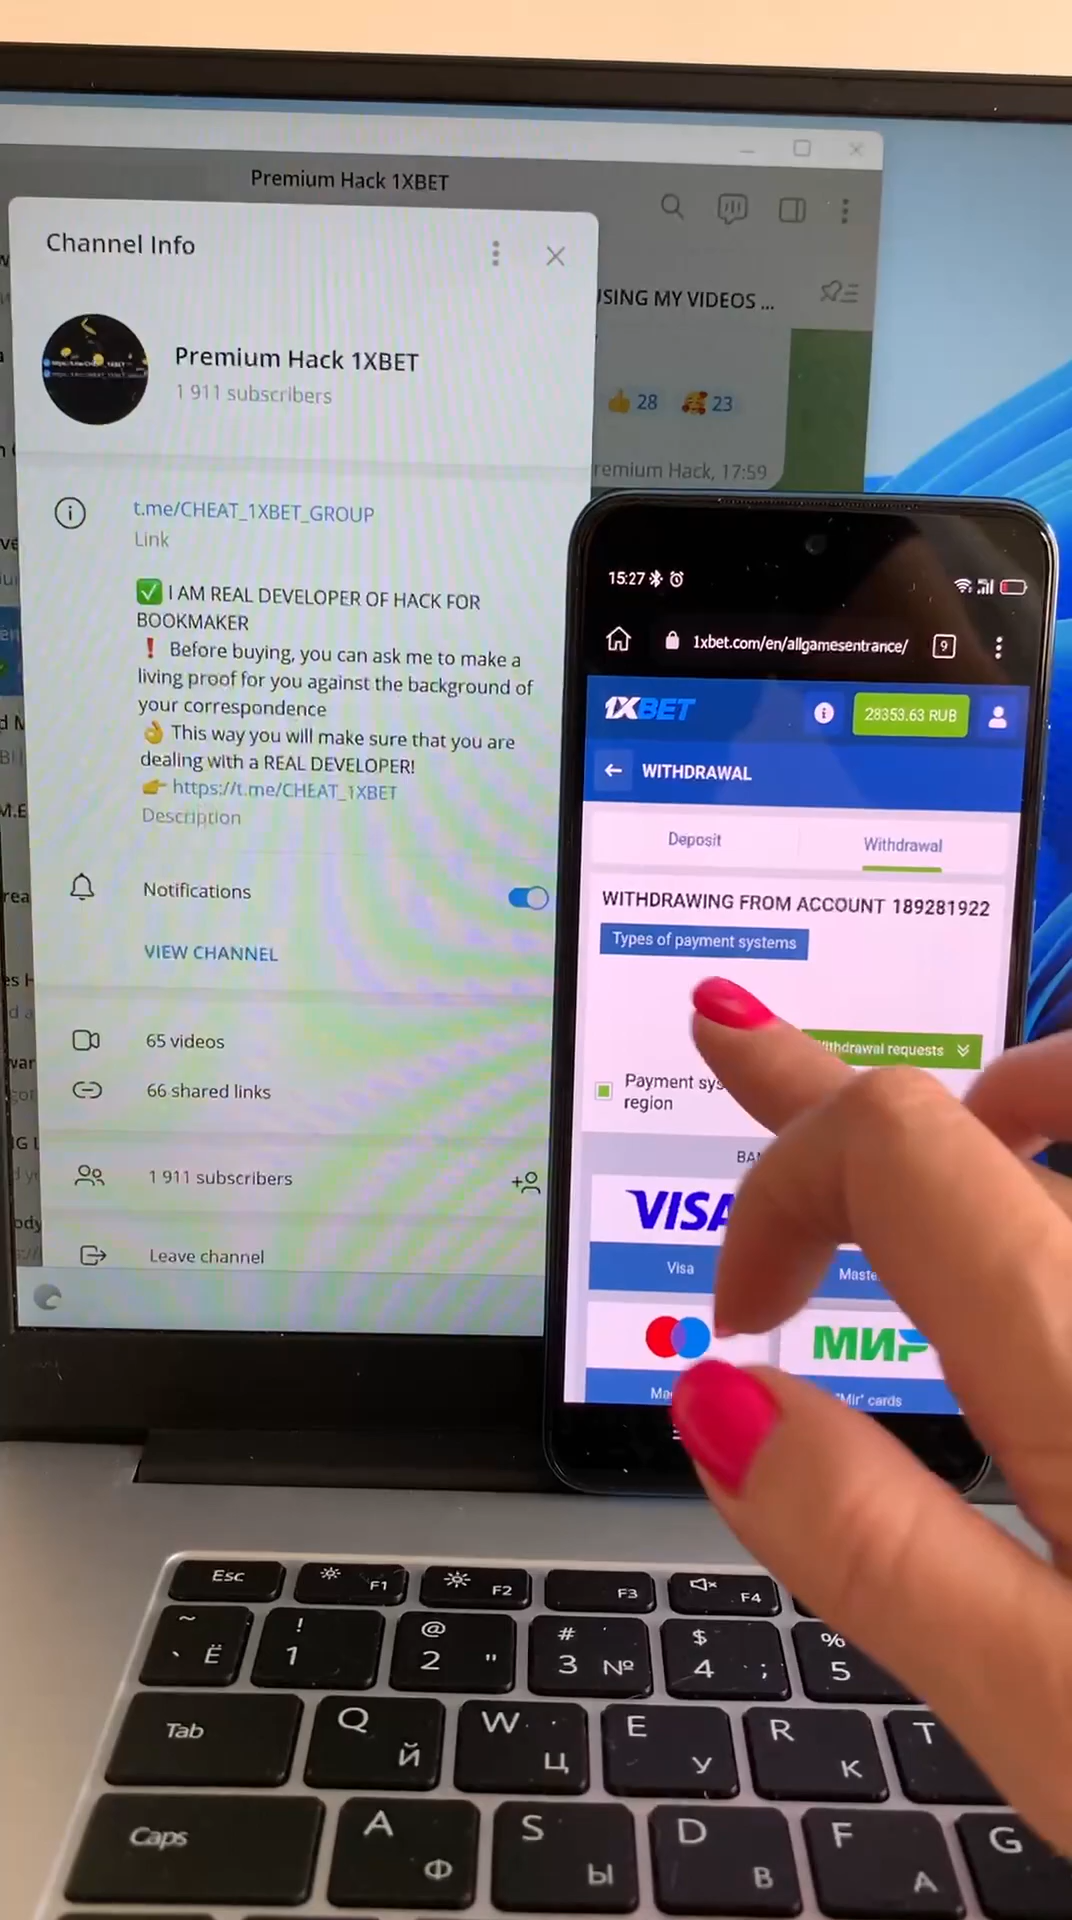 Premium Hack 1XBET
Channel Info
SING MY VIDEOS ...
Premium Hack 1XBET
1 911 subscribers
28
23
remium Hack, 17:59
t.me/CHEAT_1XBET_GROUP
Link
✅ I AM REAL DEVELOPER OF HACK FOR
BOOKMAKER
❗ Before buying, you can ask me to make a
living proof for you against the background of
your correspondence
👌 This way you will make sure that you are
dealing with a REAL DEVELOPER!
👉 https://t.me/CHEAT_1XBET
Description
Notifications
VIEW CHANNEL
65 videos
66 shared links
1 911 subscribers
Leave channel
15:27
1xbet.com/en/allgamesentrance/
9
1XBET
28353.63 RUB
WITHDRAWAL
Deposit
Withdrawal
WITHDRAWING FROM ACCOUNT 189281922
Types of payment systems
ithdrawal requests
Payment sys
region
BAN
VISA
Visa
Maste
МИР
Ma
"Mir" cards
Esc
F1
F2
F3
F4
~ ` Ё
! 1
@ 2 "
# 3 №
$ 4 ;
% 5
Tab
Q Й
W Ц
E У
R К
T
Caps
A Ф
S Ы
D В
F А
G